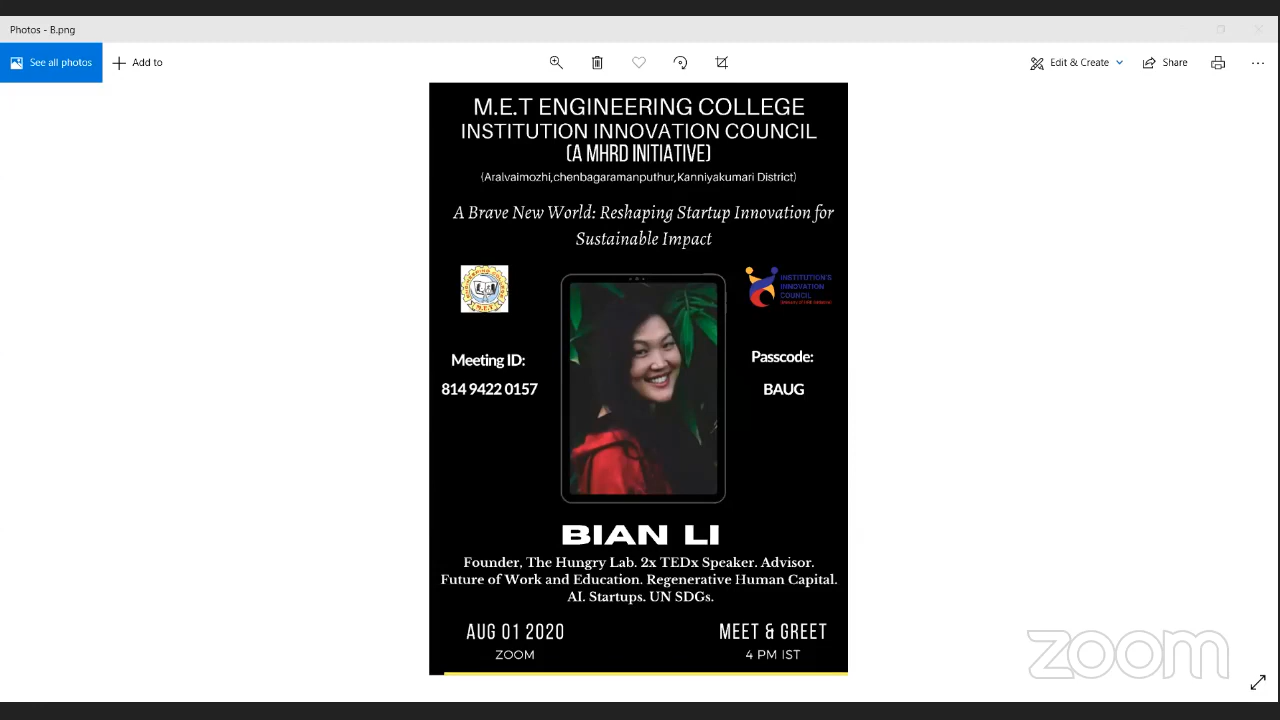 Photos - B.png
See all photos
Add to
Edit & Create
Share
M.E.T ENGINEERING COLLEGE
INSTITUTION INNOVATION COUNCIL
(A MHRD INITIATIVE)
(Aralvaimozhi,chenbagaramanputhur,Kanniyakumari District)
A Brave New World: Reshaping Startup Innovation for
Sustainable Impact
INSTITUTION'S
INNOVATION
COUNCIL
Meeting ID:
814 9422 0157
Passcode:
BAUG
BIAN LI
Founder, The Hungry Lab. 2x TEDx Speaker. Advisor.
Future of Work and Education. Regenerative Human Capital.
AI. Startups. UN SDGs.
AUG 01 2020
ZOOM
MEET & GREET
4 PM IST
zoom